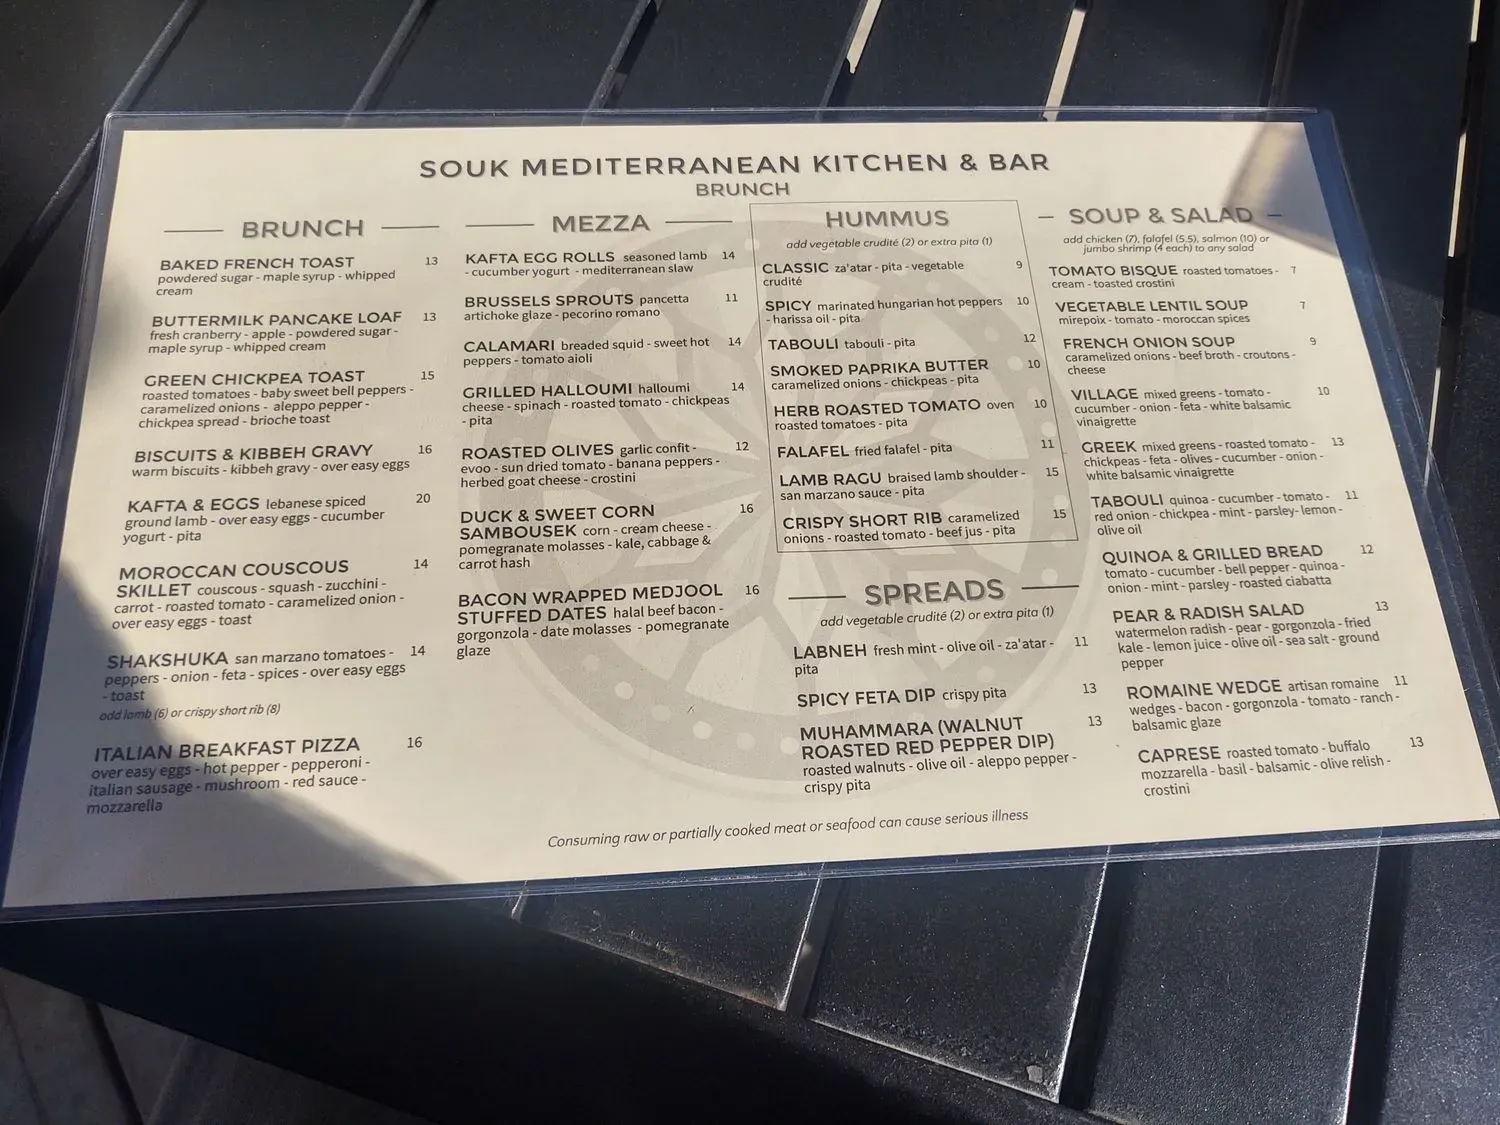 SOUK MEDITERRANEAN KITCHEN & BAR
BRUNCH
BRUNCH
BAKED FRENCH TOAST 13
powdered sugar - maple syrup - whipped
cream
BUTTERMILK PANCAKE LOAF 13
fresh cranberry - apple - powdered sugar -
maple syrup - whipped cream
GREEN CHICKPEA TOAST 15
roasted tomatoes - baby sweet bell peppers -
caramelized onions - aleppo pepper -
chickpea spread - brioche toast
BISCUITS & KIBBEH GRAVY 16
warm biscuits - kibbeh gravy - over easy eggs
KAFTA & EGGS lebanese spiced 20
ground lamb - over easy eggs - cucumber
yogurt - pita
MOROCCAN COUSCOUS 14
SKILLET couscous - squash - zucchini -
carrot - roasted tomato - caramelized onion -
over easy eggs - toast
SHAKSHUKA san marzano tomatoes - 14
peppers - onion - feta - spices - over easy eggs
- toast
add lamb (6) or crispy short rib (8)
ITALIAN BREAKFAST PIZZA 16
over easy eggs - hot pepper - pepperoni -
italian sausage - mushroom - red sauce -
mozzarella
MEZZA
KAFTA EGG ROLLS seasoned lamb 14
- cucumber yogurt - mediterranean slaw
BRUSSELS SPROUTS pancetta 11
artichoke glaze - pecorino romano
CALAMARI breaded squid - sweet hot 14
peppers - tomato aioli
GRILLED HALLOUMI halloumi 14
cheese - spinach - roasted tomato - chickpeas
- pita
ROASTED OLIVES garlic confit - 12
evoo - sun dried tomato - banana peppers -
herbed goat cheese - crostini
DUCK & SWEET CORN 16
SAMBOUSEK corn - cream cheese -
pomegranate molasses - kale, cabbage &
carrot hash
BACON WRAPPED MEDJOOL 16
STUFFED DATES halal beef bacon -
gorgonzola - date molasses - pomegranate
glaze
HUMMUS
add vegetable crudité (2) or extra pita (1)
CLASSIC za'atar - pita - vegetable 9
crudité
SPICY marinated hungarian hot peppers 10
- harissa oil - pita
TABOULI tabouli - pita 12
SMOKED PAPRIKA BUTTER 10
caramelized onions - chickpeas - pita
HERB ROASTED TOMATO oven 10
roasted tomatoes - pita
FALAFEL fried falafel - pita 11
LAMB RAGU braised lamb shoulder - 15
san marzano sauce - pita
CRISPY SHORT RIB caramelized 15
onions - roasted tomato - beef jus - pita
SPREADS
add vegetable crudité (2) or extra pita (1)
LABNEH fresh mint - olive oil - za'atar - 11
pita
SPICY FETA DIP crispy pita 13
MUHAMMARA (WALNUT 13
ROASTED RED PEPPER DIP)
roasted walnuts - olive oil - aleppo pepper -
crispy pita
SOUP & SALAD
add chicken (7), falafel (5.5), salmon (10) or
jumbo shrimp (4 each) to any salad
TOMATO BISQUE roasted tomatoes - 7
cream - toasted crostini
VEGETABLE LENTIL SOUP 7
mirepoix - tomato - moroccan spices
FRENCH ONION SOUP 9
caramelized onions - beef broth - croutons -
cheese
VILLAGE mixed greens - tomato - 10
cucumber - onion - feta - white balsamic
vinaigrette
GREEK mixed greens - roasted tomato - 13
chickpeas - feta - olives - cucumber - onion -
white balsamic vinaigrette
TABOULI quinoa - cucumber - tomato - 11
red onion - chickpea - mint - parsley- lemon -
olive oil
QUINOA & GRILLED BREAD 12
tomato - cucumber - bell pepper - quinoa -
onion - mint - parsley - roasted ciabatta
PEAR & RADISH SALAD 13
watermelon radish - pear - gorgonzola - fried
kale - lemon juice - olive oil - sea salt - ground
pepper
ROMAINE WEDGE artisan romaine 11
wedges - bacon - gorgonzola - tomato - ranch -
balsamic glaze
CAPRESE roasted tomato - buffalo 13
mozzarella - basil - balsamic - olive relish -
crostini
Consuming raw or partially cooked meat or seafood can cause serious illness